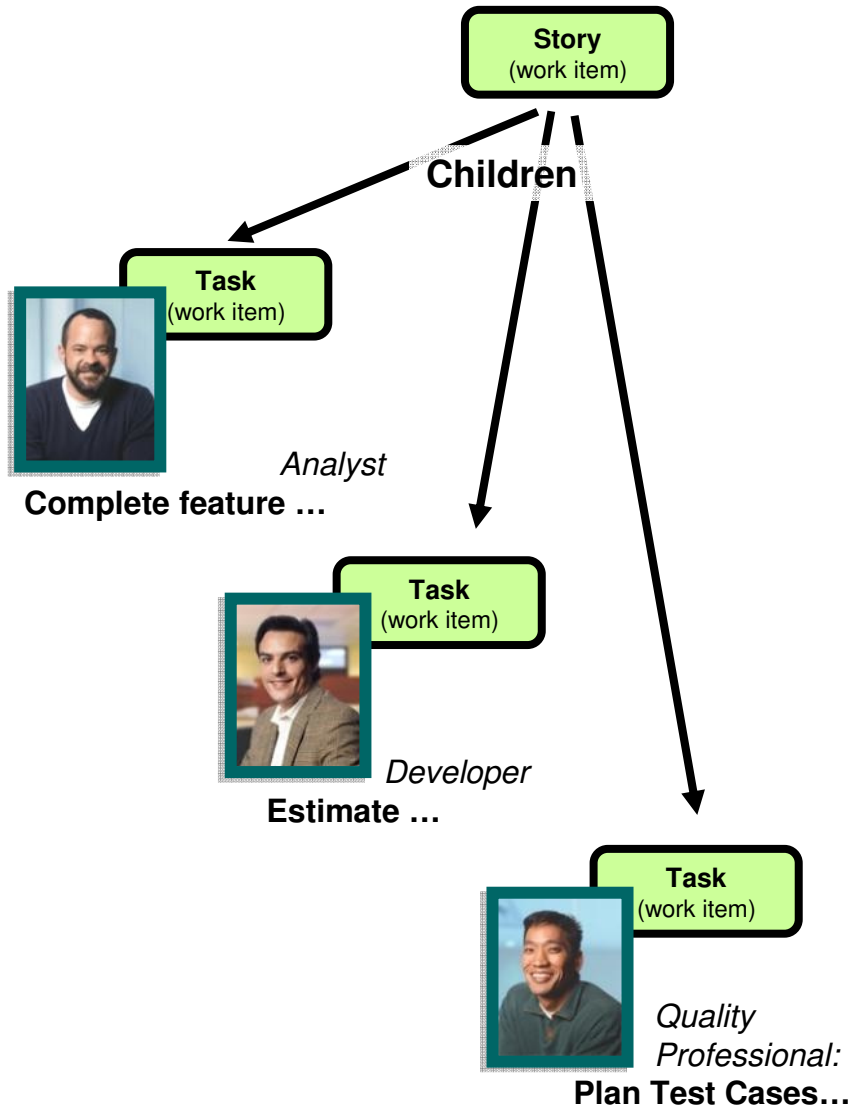 Story
(work item)
Children
Task
(work item)
Analyst
Complete feature …
Task
(work item)
Developer
Estimate …
Task
(work item)
Quality
Professional:
Plan Test Cases…